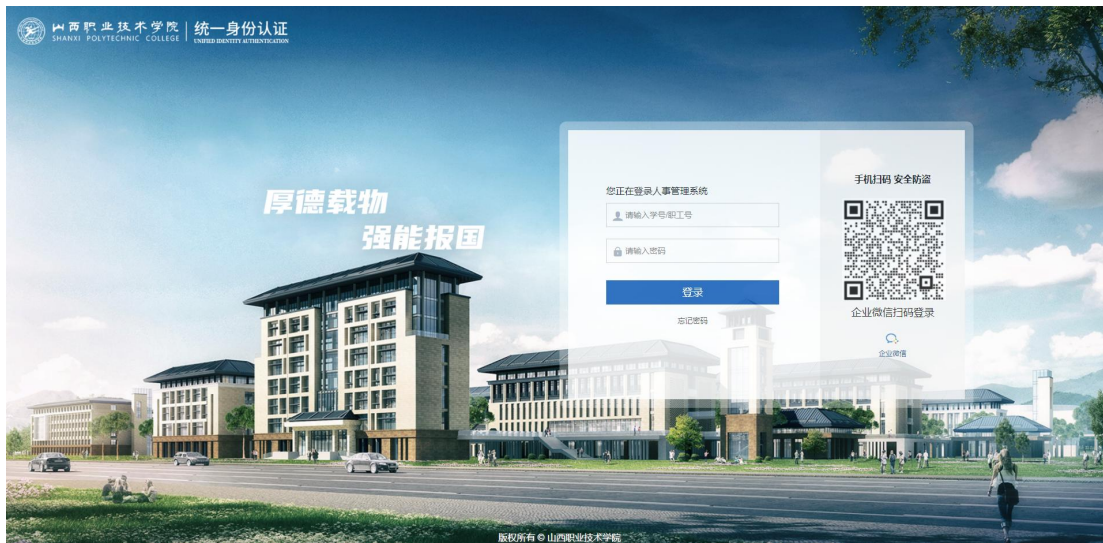 山西职业技术学院
SHANXI POLYTECHNIC COLLEGE
统一身份认证
UNIFIED IDENTITY AUTHENTICATION
厚德载物
强能报国
您正在登录人事管理系统
请输入学号/职工号
请输入密码
登录
忘记密码
手机扫码 安全防盗
企业微信扫码登录
企业微信
版权所有 © 山西职业技术学院